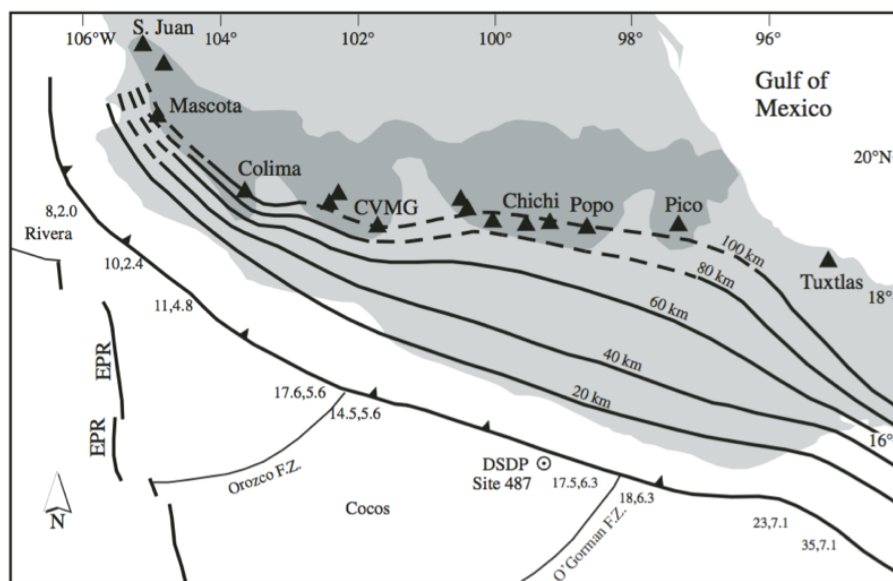 106°W
104°
102°
100°
98°
96°
S. Juan
Gulf of
Mexico
Mascota
20°N
Colima
CVMG
Chichi
Popo
Pico
100 km
80 km
Tuxtlas
18°
60 km
40 km
20 km
16°
8,2.0
Rivera
10,2.4
11,4.8
EPR
17.6,5.6
14.5,5.6
EPR
Orozco F.Z.
DSDP
Site 487
17.5,6.3
18,6.3
O'Gorman F.Z.
Cocos
23,7.1
35,7.1
N